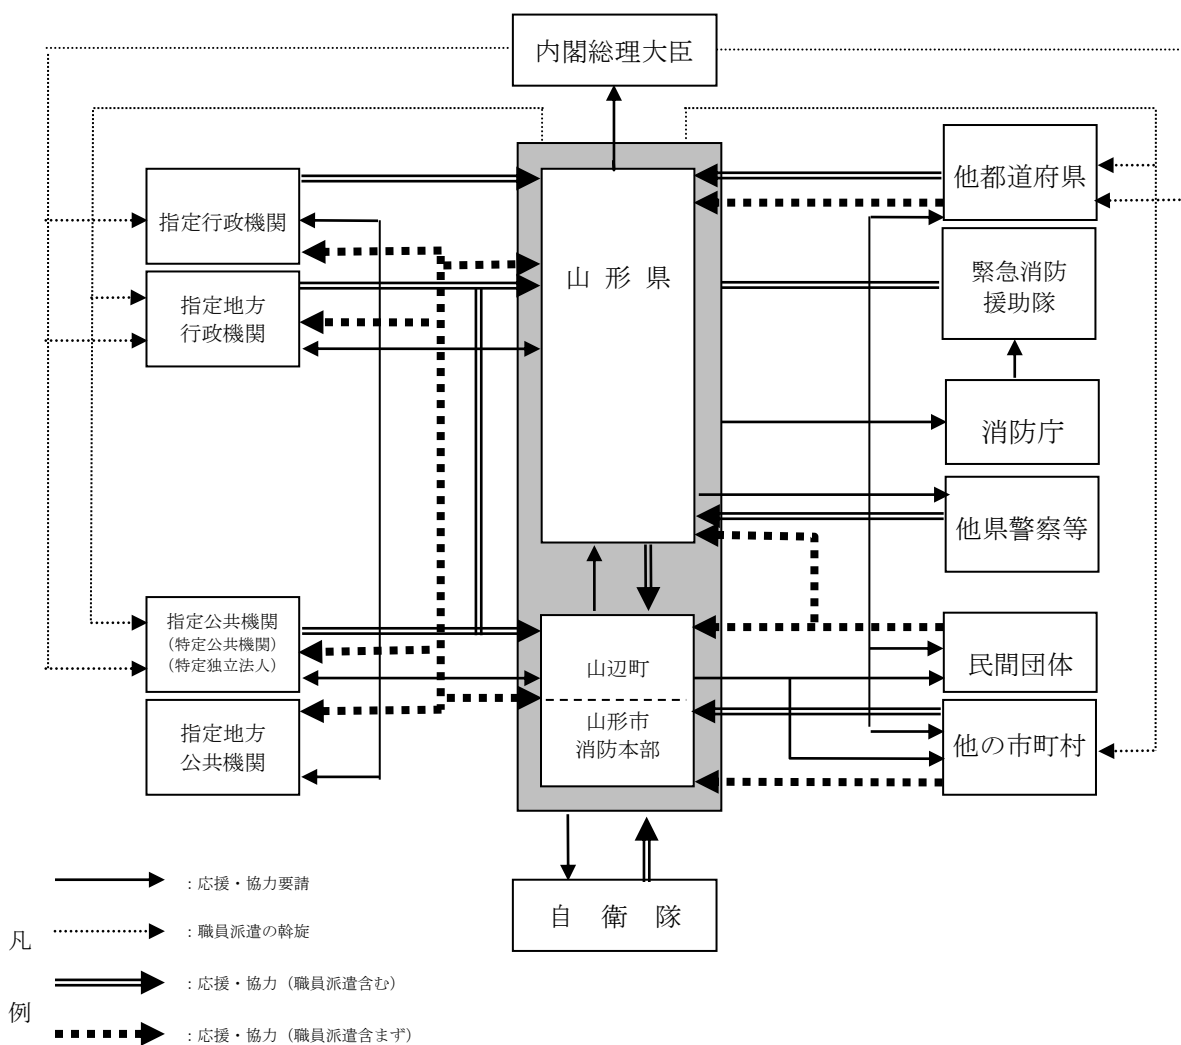 内閣総理大臣
指定行政機関
指定地方
行政機関
指定公共機関
（特定公共機関）
（特定独立法人）
指定地方
公共機関
山 形 県
山辺町
山形市
消防本部
他都道府県
緊急消防
援助隊
消防庁
他県警察等
民間団体
他の市町村
自 衛 隊
凡
例
：応援・協力要請
：職員派遣の斡旋
：応援・協力（職員派遣含む）
：応援・協力（職員派遣含まず）